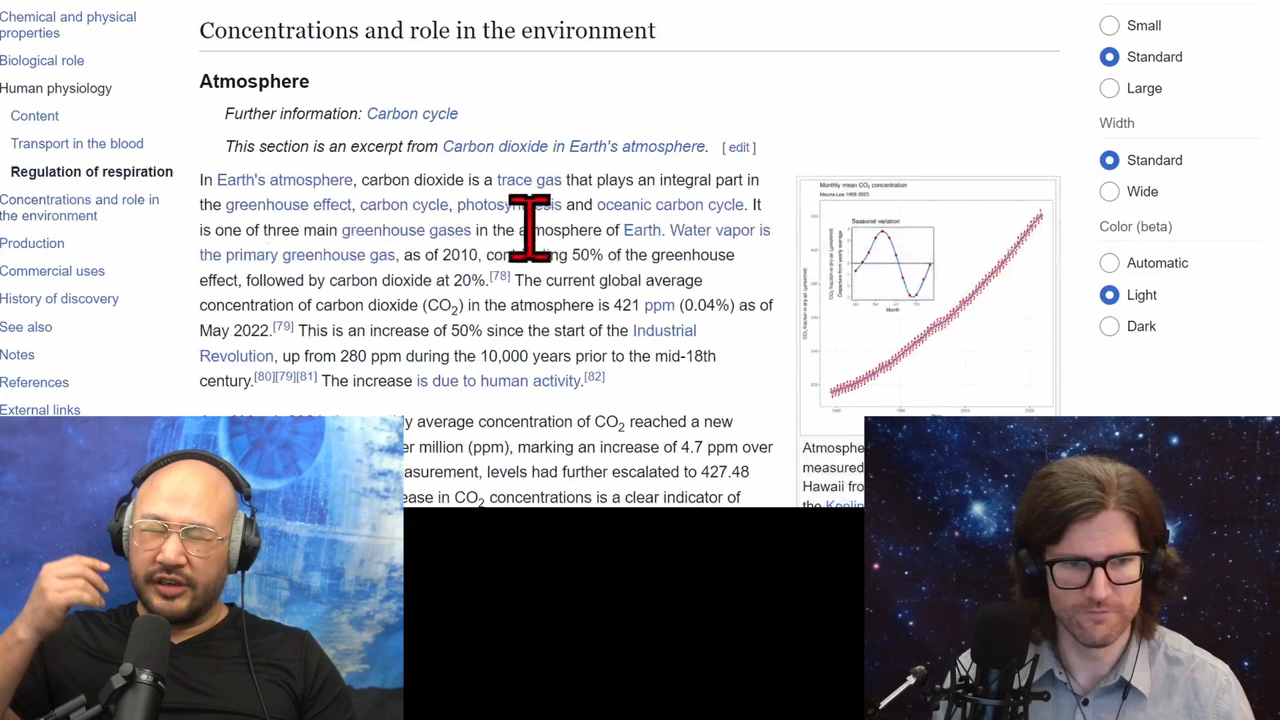 Chemical and physical
properties
Biological role
Human physiology
Content
Transport in the blood
Regulation of respiration
Concentrations and role in
the environment
Production
Commercial uses
History of discovery
See also
Notes
References
External links
Concentrations and role in the environment
Atmosphere
Further information: Carbon cycle
This section is an excerpt from Carbon dioxide in Earth's atmosphere. [ edit ]
In Earth's atmosphere, carbon dioxide is a trace gas that plays an integral part in
the greenhouse effect, carbon cycle, and oceanic carbon cycle. It
is one of three main greenhouse gases in the atmosphere of Earth. Water vapor is
the primary greenhouse gas, as of 2010, 50% of the greenhouse
effect, followed by carbon dioxide at 20%.[78] The current global average
concentration of carbon dioxide (CO2) in the atmosphere is 421 ppm (0.04%) as of
May 2022.[79] This is an increase of 50% since the start of the Industrial
Revolution, up from 280 ppm during the 10,000 years prior to the mid-18th
century.[80][79][81] The increase is due to human activity.[82]
average concentration of CO2 reached a new
million (ppm), marking an increase of 4.7 ppm over
levels had further escalated to 427.48
in CO2 concentrations is a clear indicator of
Monthly mean CO2 concentration
Mauna Loa 1958-2023
Seasonal variation
Month
measured
Hawaii
the
Small
Standard
Large
Width
Standard
Wide
Color (beta)
Automatic
Light
Dark